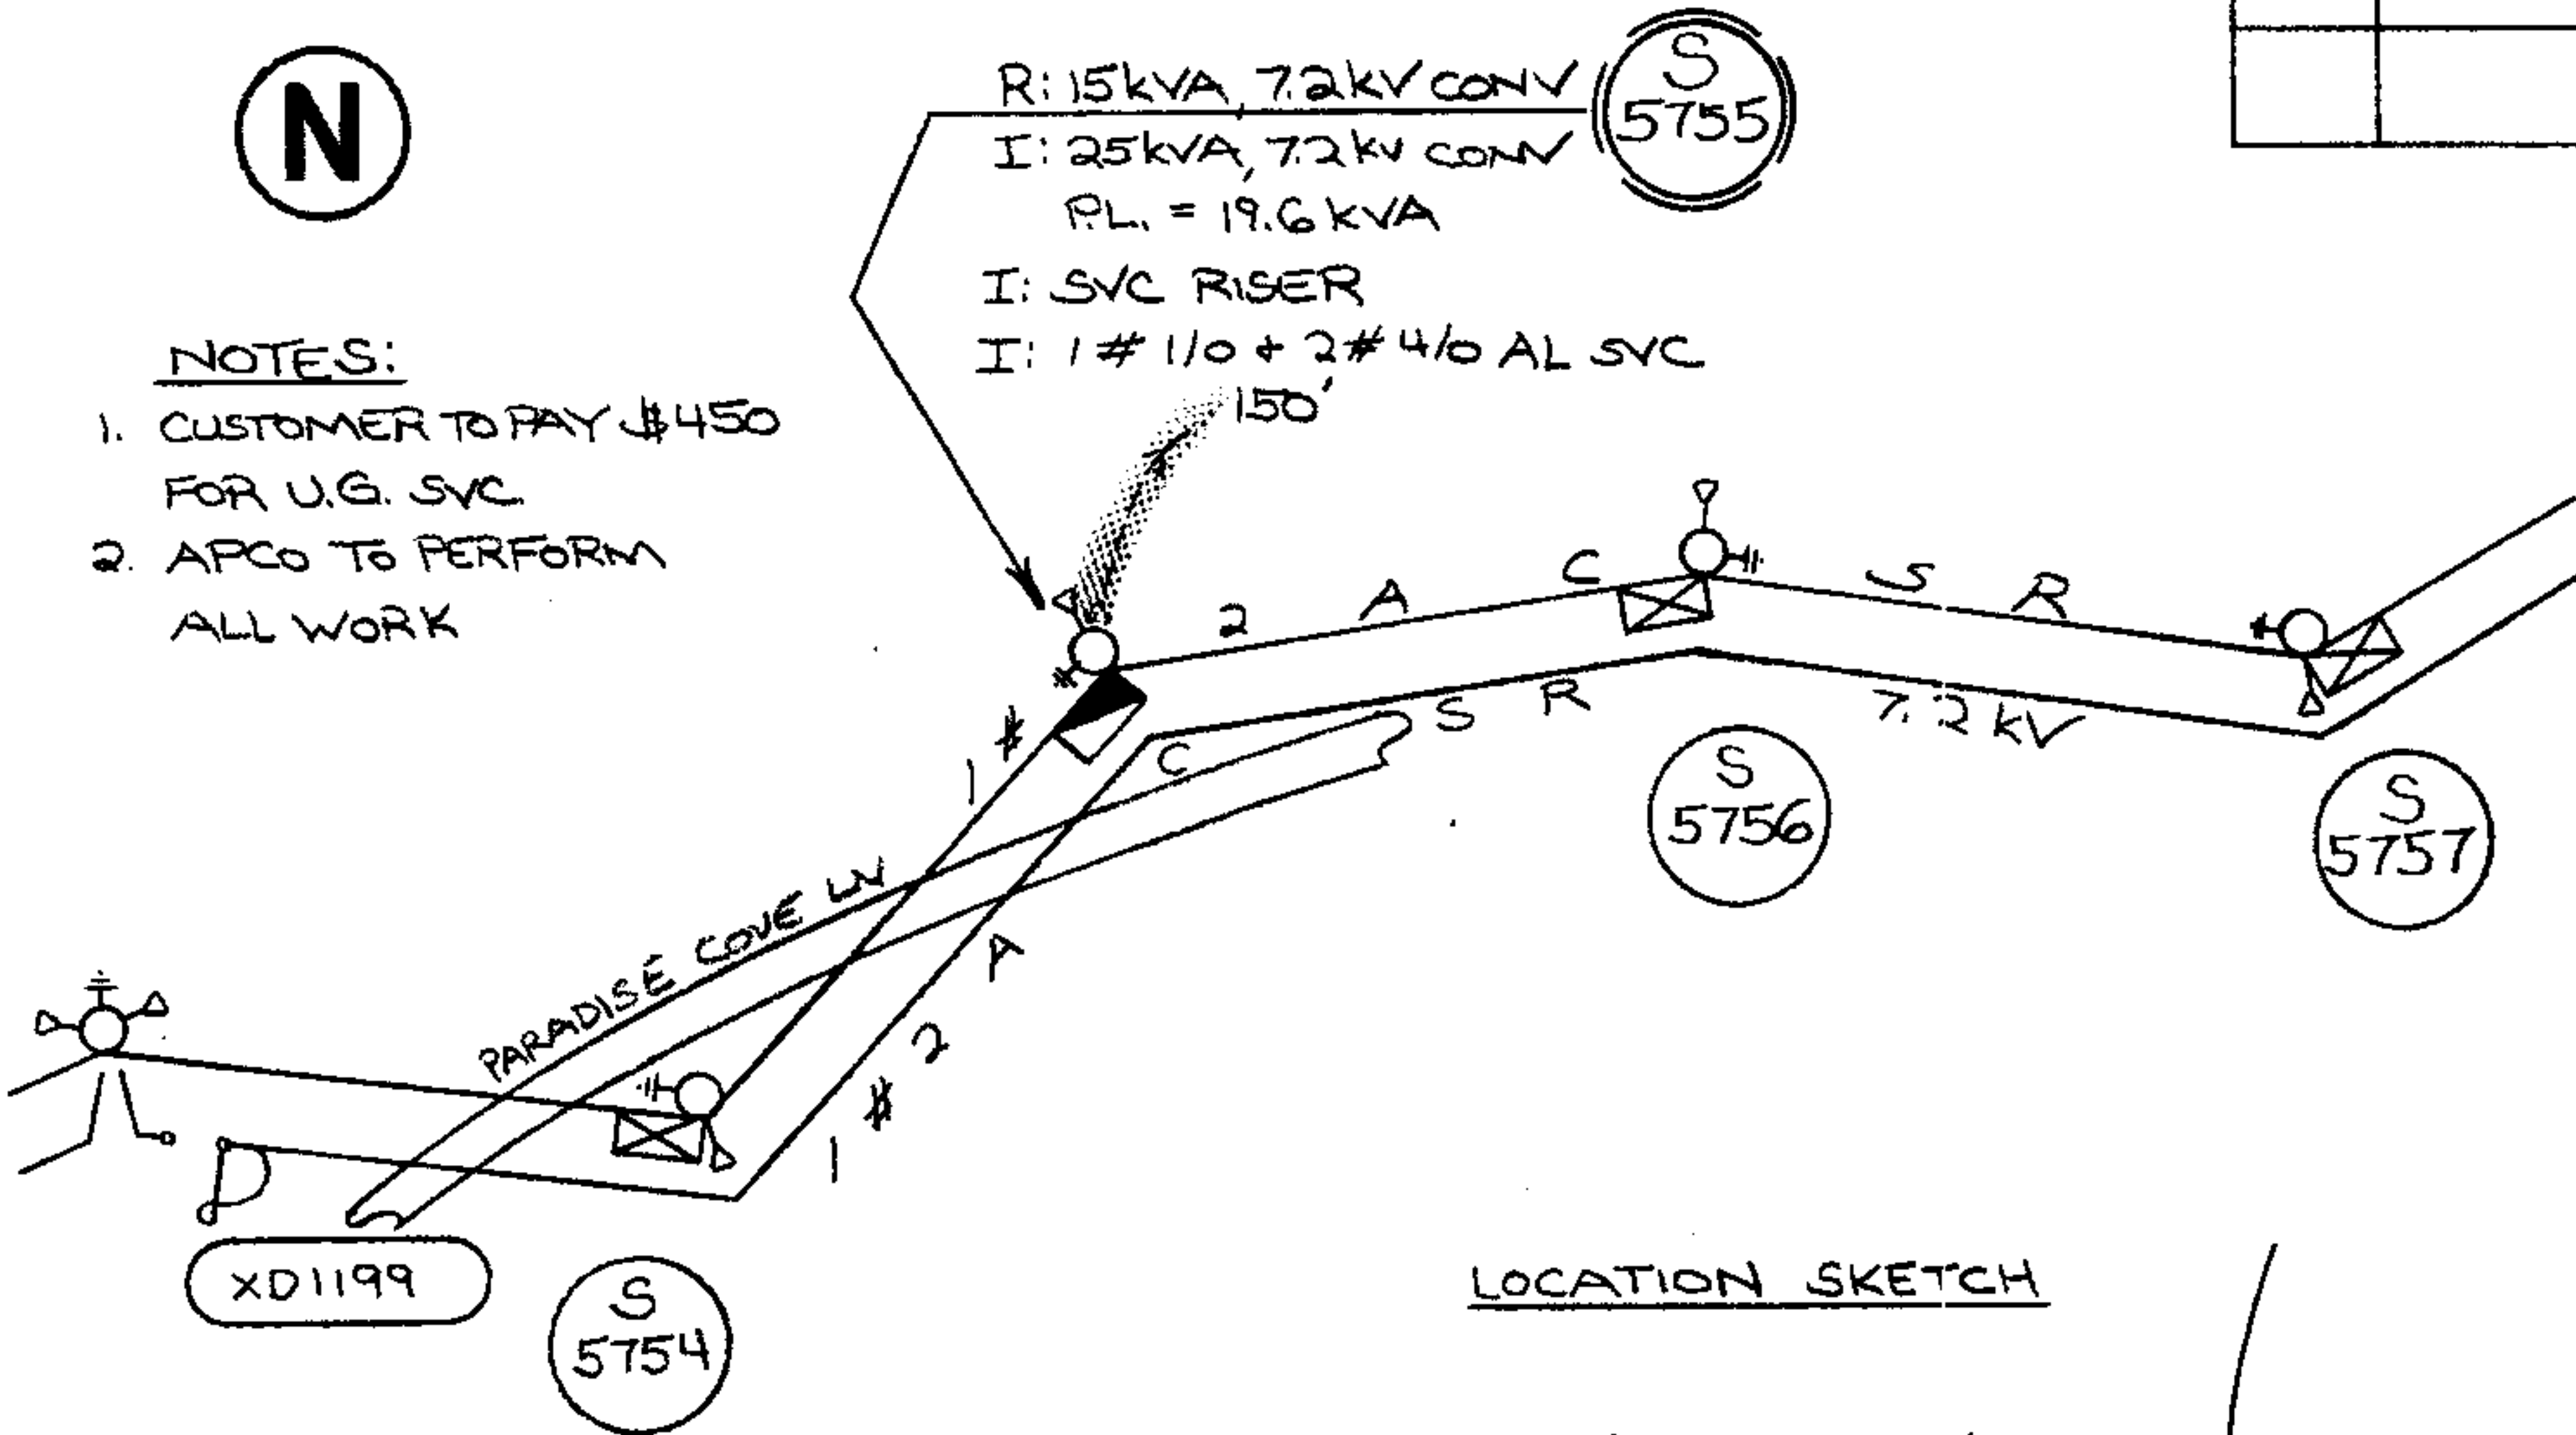 N
R: 15kVA, 7.2kV CONV
I: 25kVA, 7.2kV CONV
P.L. = 19.6 kVA
I: SVC RISER
I: 1 # 1/0 + 2 # 4/0 AL SVC
150'
S
5755
NOTES:
1. CUSTOMER TO PAY $450
FOR U.G. SVC.
2. APCO TO PERFORM
ALL WORK
1 # 2 A C S R
1 # 2 A C S R 7.2 kV
S
5756
S
5757
PARADISE COVE LN
XD1199
S
5754
LOCATION SKETCH